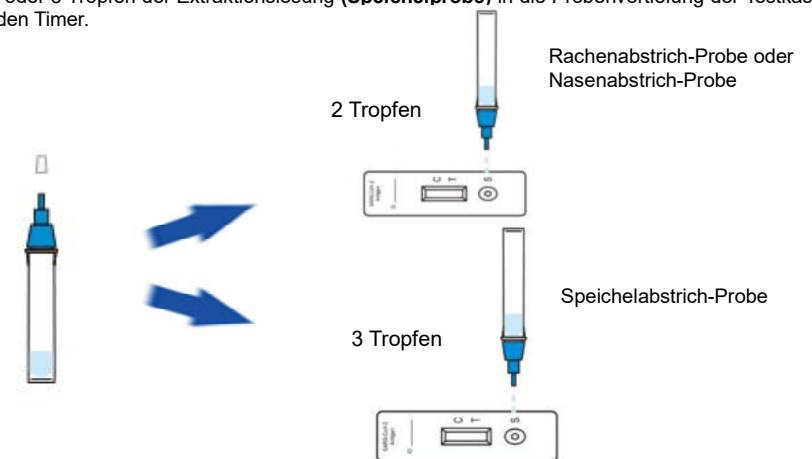 oder 3 Tropfen der Extraktionslösung (Speichelprobe) in die Probenvertiefung der Testkas
den Timer.
Rachenabstrich-Probe oder
Nasenabstrich-Probe
2 Tropfen
C T S
Speichelabstrich-Probe
3 Tropfen
C T S